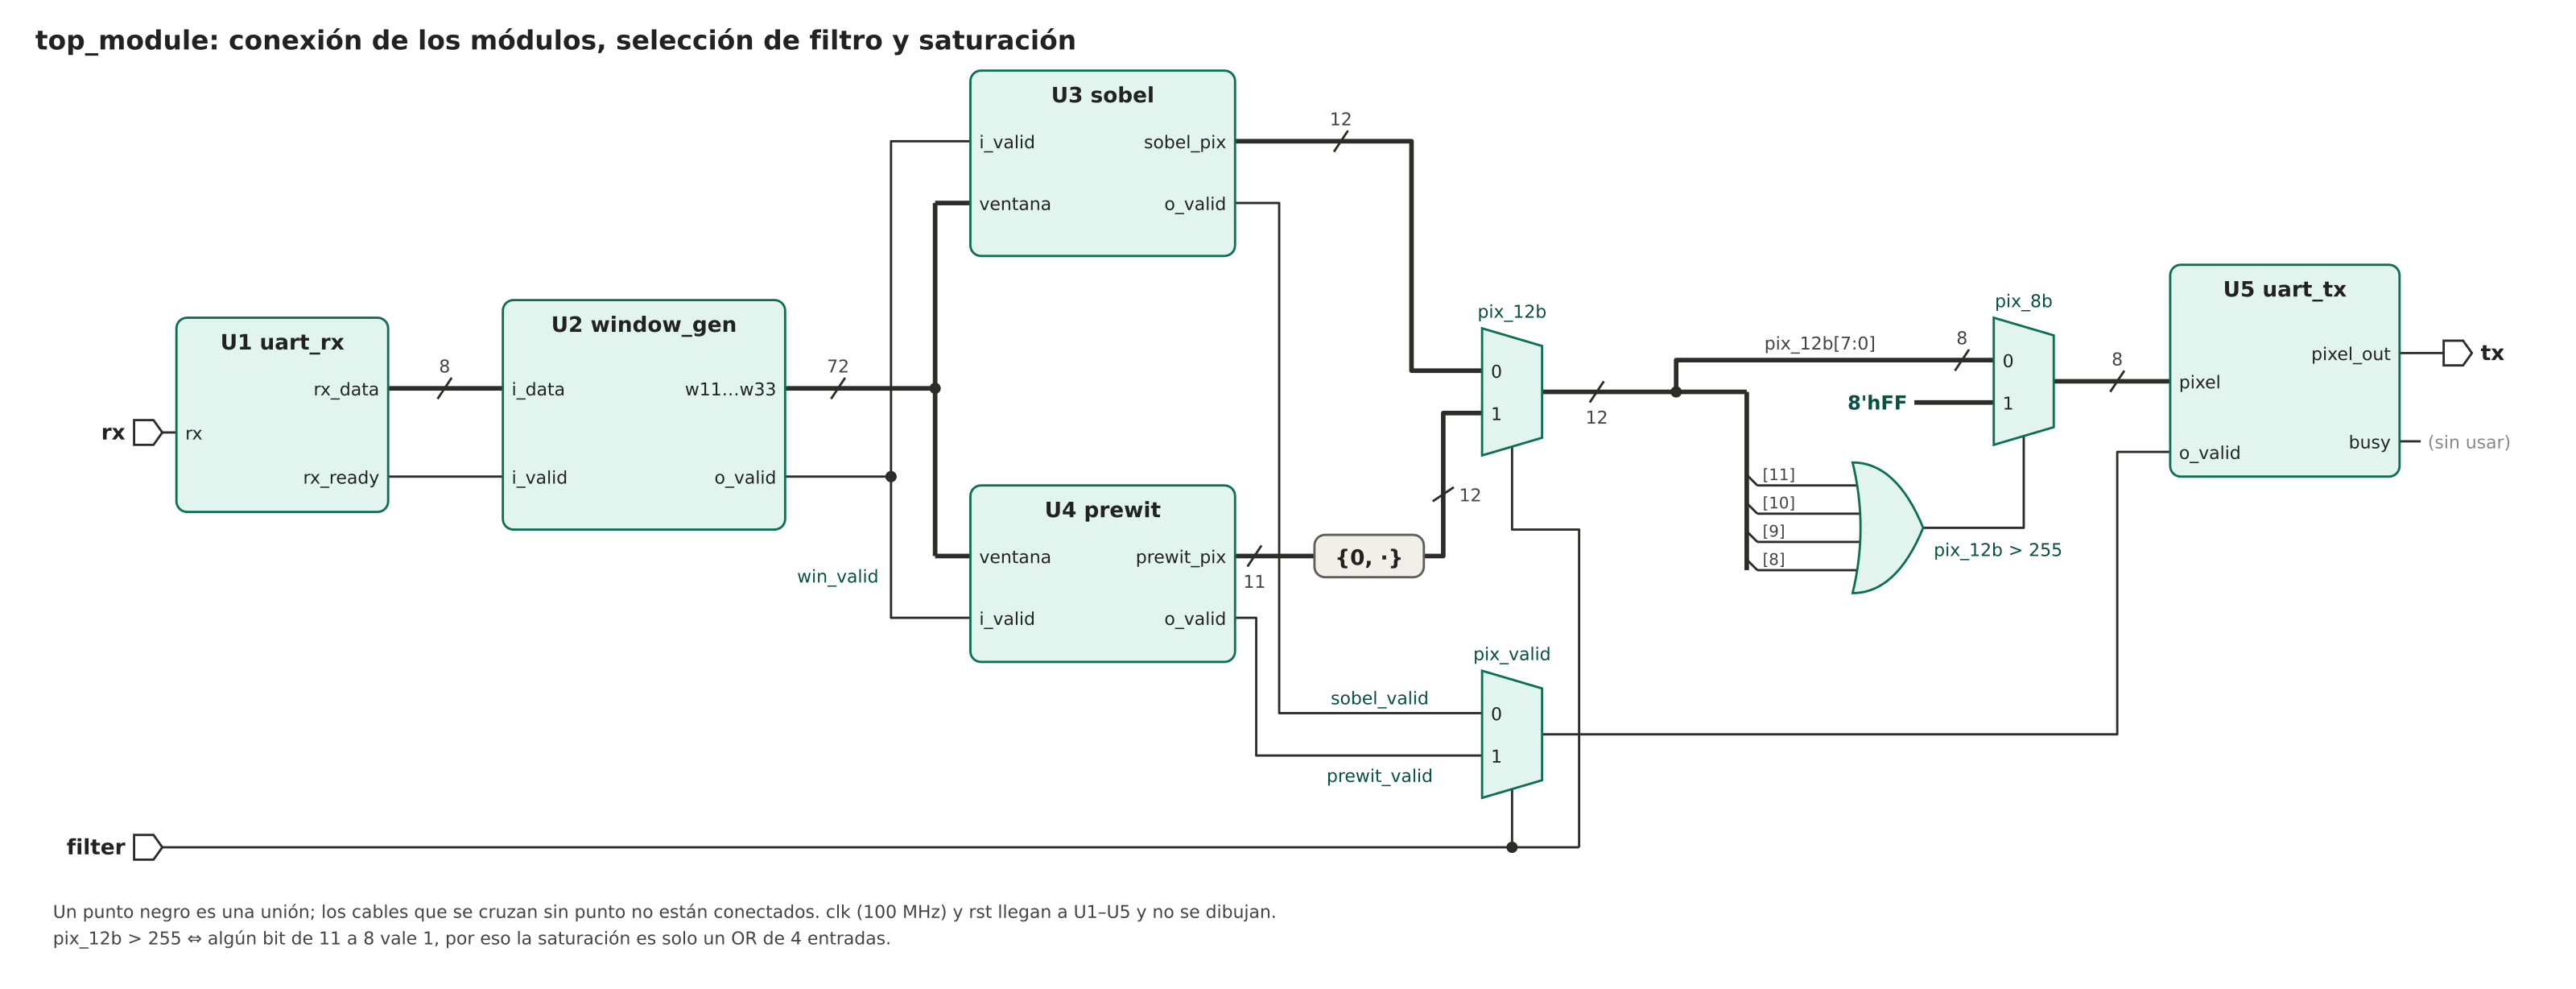 top_module: conexión de los módulos, selección de filtro y saturación
U3 sobel
i_valid
sobel_pix
12
ventana
o_valid
U1 uart_rx
rx_data
rx
rx
rx_ready
8
U2 window_gen
i_data
w11...w33
i_valid
o_valid
72
win_valid
U4 prewit
ventana
prewit_pix
i_valid
o_valid
11
{0, ·}
12
pix_12b
0
1
12
pix_12b[7:0]
8
8'hFF
pix_8b
0
1
8
[11]
[10]
[9]
[8]
pix_12b > 255
U5 uart_tx
pixel_out
tx
pixel
busy
(sin usar)
o_valid
pix_valid
sobel_valid
0
1
prewit_valid
filter
Un punto negro es una unión; los cables que se cruzan sin punto no están conectados. clk (100 MHz) y rst llegan a U1–U5 y no se dibujan.
pix_12b > 255 ⇔ algún bit de 11 a 8 vale 1, por eso la saturación es solo un OR de 4 entradas.